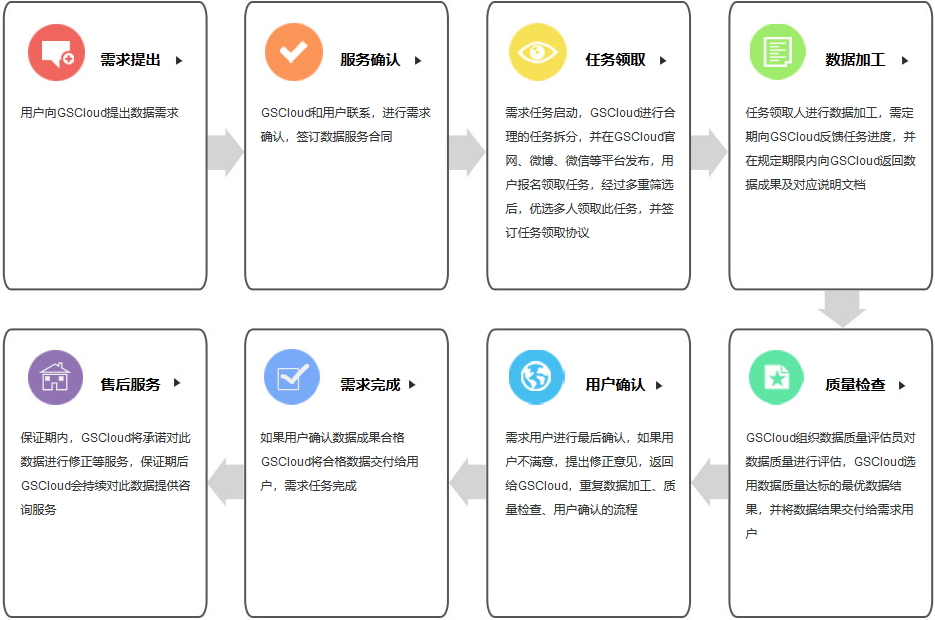 需求提出
用户向GSCloud提出数据需求
服务确认
GSCloud和用户联系，进行需求
确认，签订数据服务合同
任务领取
需求任务启动，GSCloud进行合
理的任务拆分，并在GSCloud官
网、微博、微信等平台发布，用
户报名领取任务，经过多重筛选
后，优选多人领取此任务，并签
订任务领取协议
数据加工
任务领取人进行数据加工，需定
期向GSCloud反馈任务进度，并
在规定期限内向GSCloud返回数
据成果及对应说明文档
售后服务
保证期内，GSCloud将承诺对此
数据进行修正等服务，保证期后
GSCloud会持续对此数据提供咨
询服务
需求完成
如果用户确认数据成果合格
GSCloud将合格数据交付给用
户，需求任务完成
用户确认
需求用户进行最后确认，如果用
户不满意，提出修正意见，返回
给GSCloud，重复数据加工、质
量检查、用户确认的流程
质量检查
GSCloud组织数据质量评估员对
数据质量进行评估，GSCloud选
用数据质量达标的最优数据结
果，并将数据结果交付给需求用
户